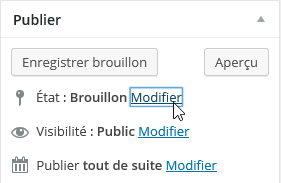 Publier
Enregistrer brouillon Aperçu
État : Brouillon Modifier
Visibilité : Public Modifier
Publier tout de suite Modifier